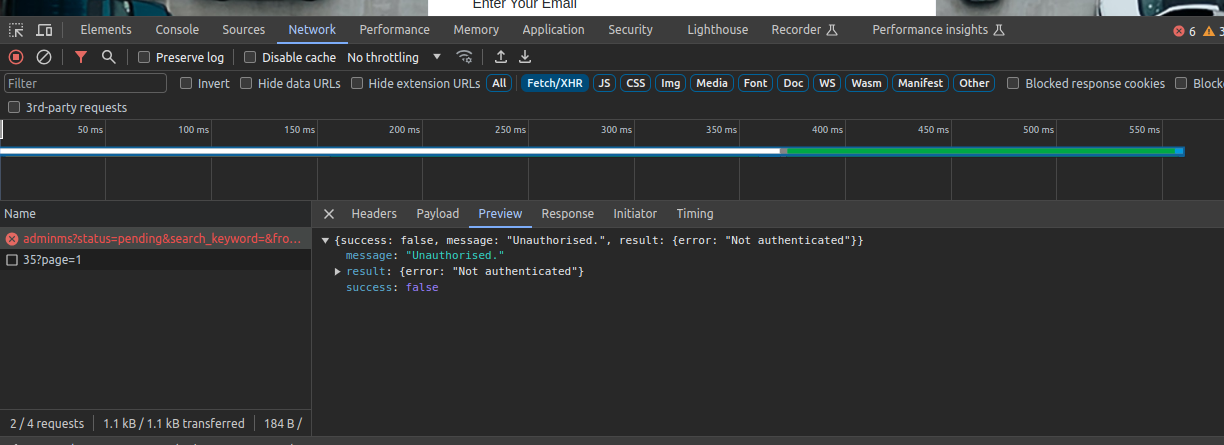 Enter Your Email
Elements Console Sources Network Performance Memory Application Security Lighthouse Recorder Performance insights 6 3
Preserve log Disable cache No throttling
Filter Invert Hide data URLs Hide extension URLs All Fetch/XHR JS CSS Img Media Font Doc WS Wasm Manifest Other Blocked response cookies Blocke
3rd-party requests
50 ms 100 ms 150 ms 200 ms 250 ms 300 ms 350 ms 400 ms 450 ms 500 ms 550 ms
Name Headers Payload Preview Response Initiator Timing
adminms?status=pending&search_keyword=&fro...
35?page=1
{success: false, message: "Unauthorised.", result: {error: "Not authenticated"}}
message: "Unauthorised."
result: {error: "Not authenticated"}
success: false
2 / 4 requests 1.1 kB / 1.1 kB transferred 184 B /